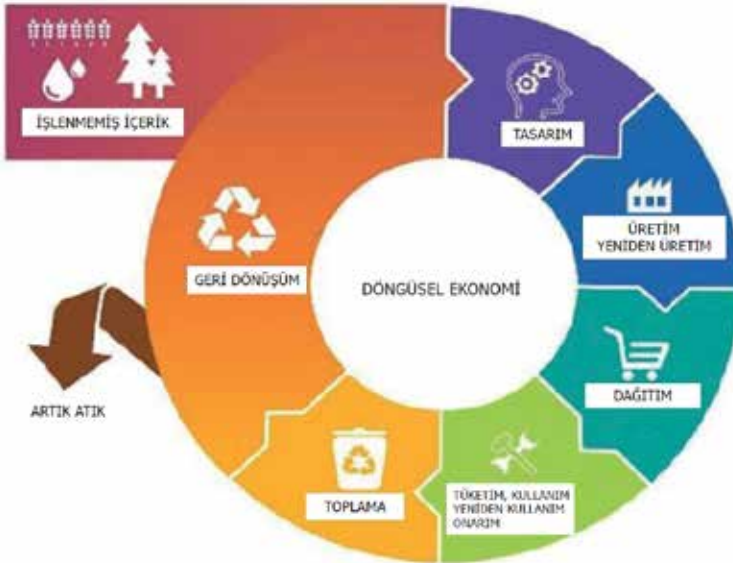 İŞLENMEMİŞ İÇERİK
TASARIM
ÜRETİM
YENİDEN ÜRETİM
DAĞITIM
TÜKETİM, KULLANIM
YENİDEN KULLANIM
ONARIM
TOPLAMA
GERİ DÖNÜŞÜM
ARTIK ATIK
DÖNGÜSEL EKONOMİ